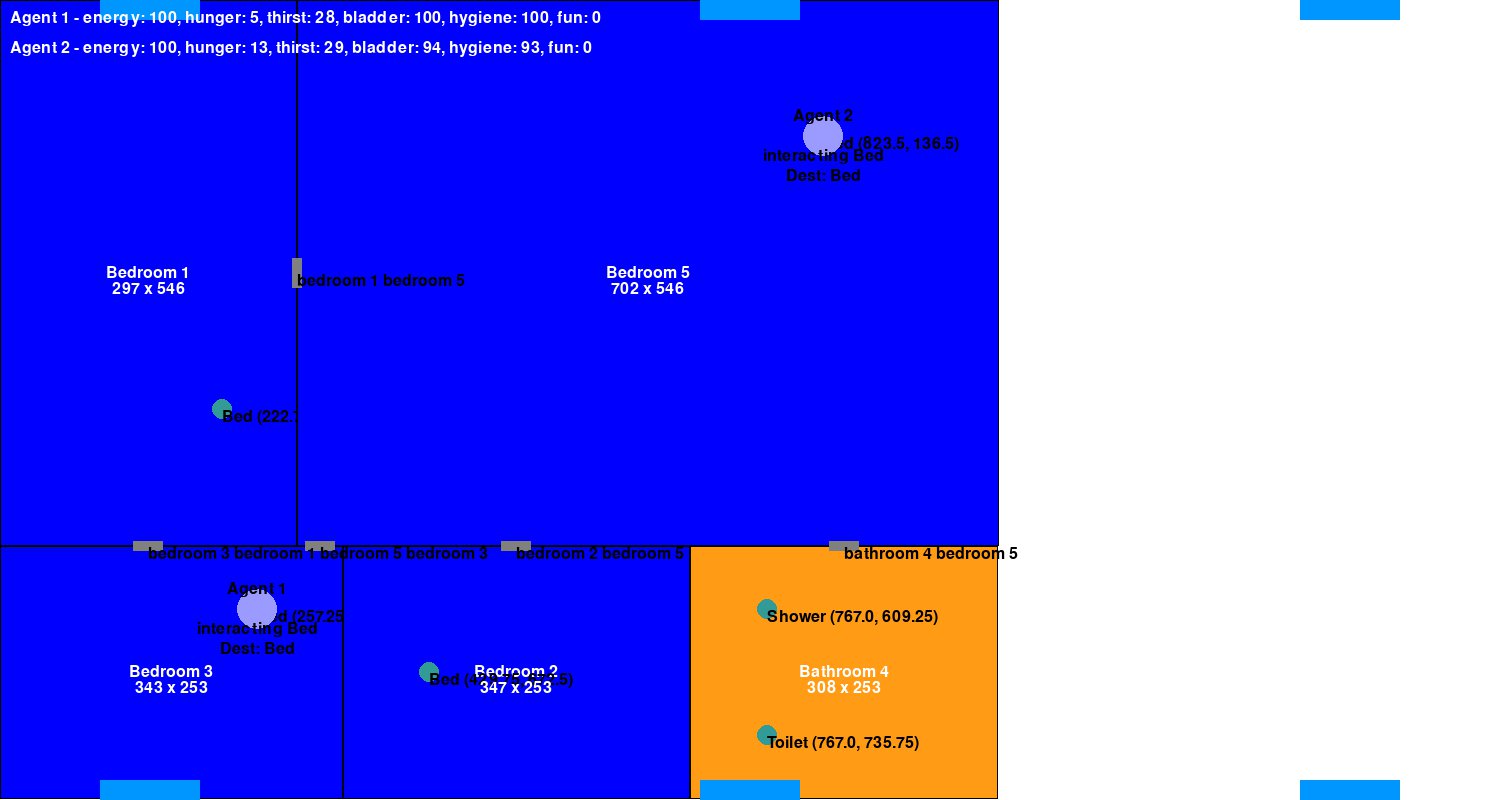 Agent 1 - energy: 100, hunger: 5, thirst: 28, bladder: 100, hygiene: 100, fun: 0
Agent 2 - energy: 100, hunger: 13, thirst: 29, bladder: 94, hygiene: 93, fun: 0
Agent 2
(823.5, 136.5)
interacting Bed
Dest: Bed
Bedroom 1
297 x 546
bedroom 1 bedroom 5
Bedroom 5
702 x 546
Bed (222.
bedroom 3 bedroom 1 bedroom 5 bedroom 3
bedroom 2 bedroom 5
bathroom 4 bedroom 5
Agent 1
(257.25
interacting Bed
Dest: Bed
Shower (767.0, 609.25)
Bedroom 3
343 x 253
Bed
Bedroom 2
347 x 253
Bathroom 4
308 x 253
Toilet (767.0, 735.75)